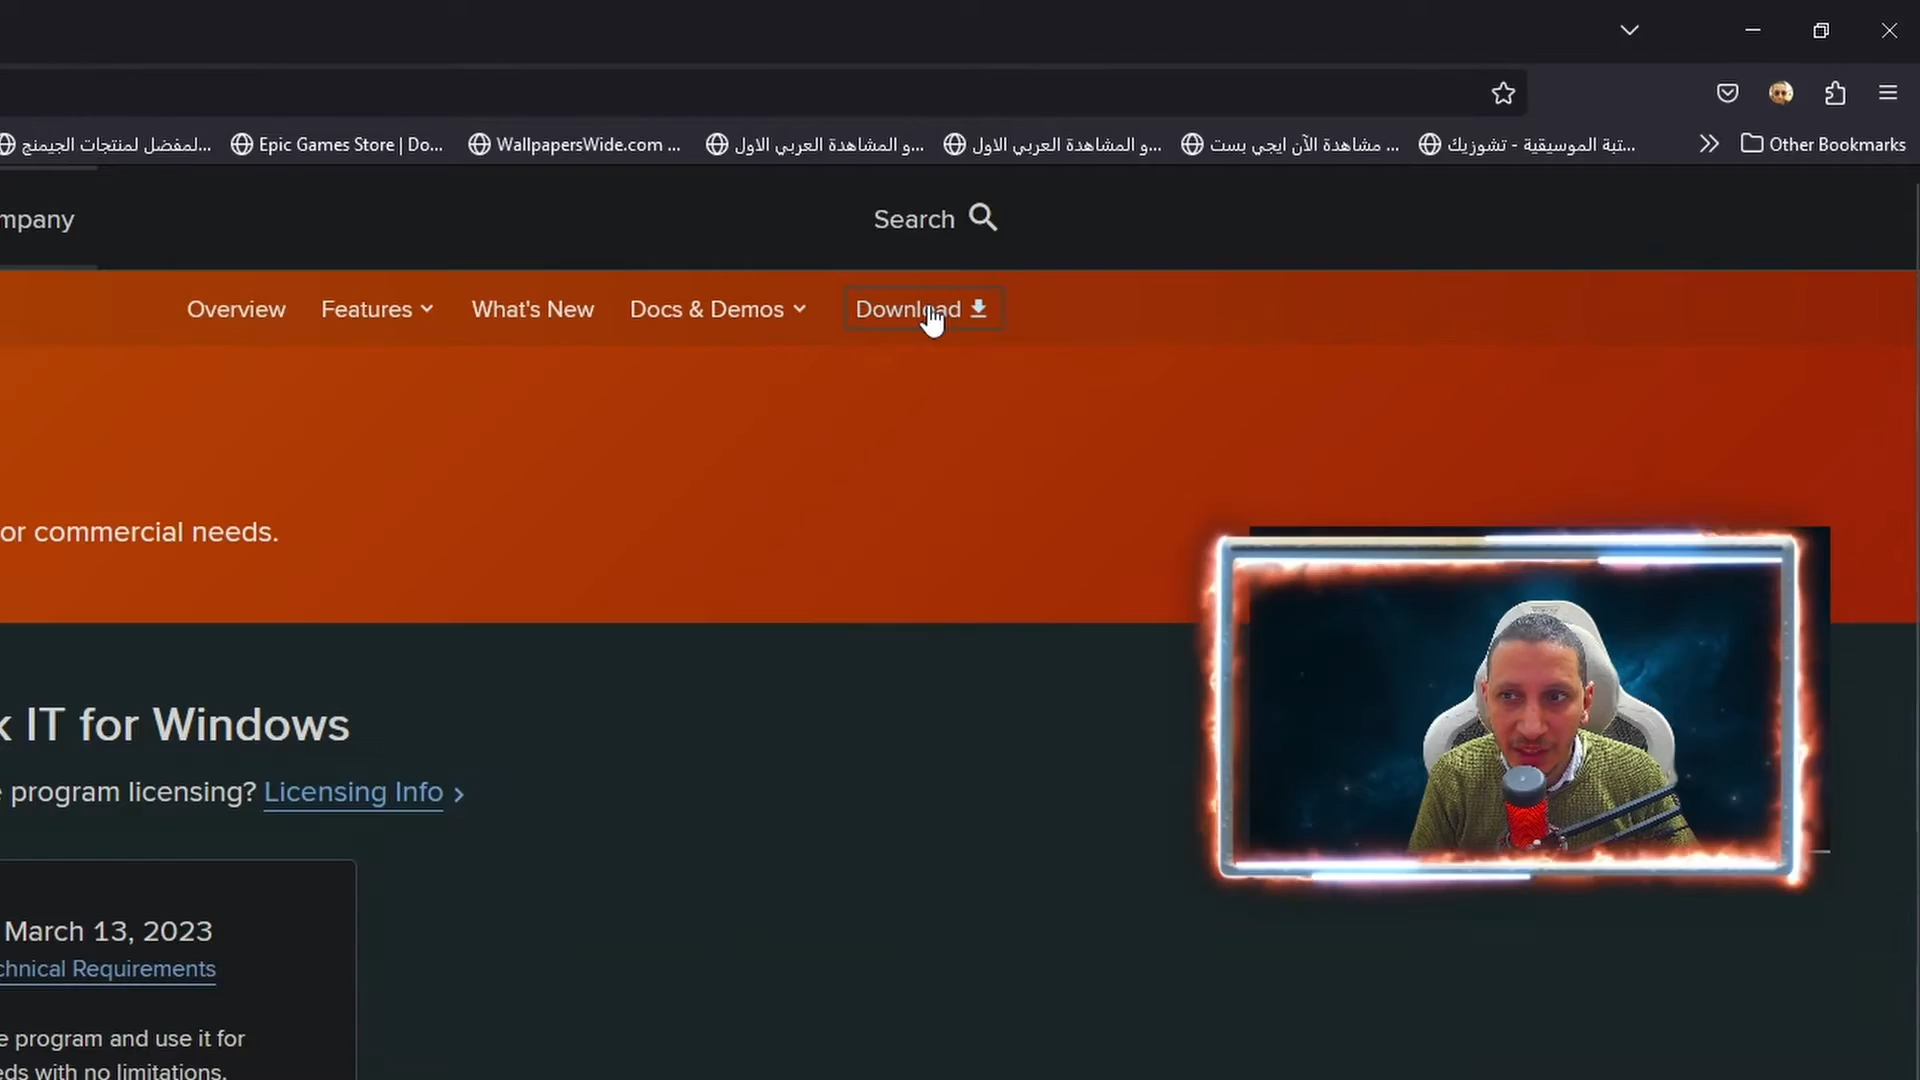 لمفضل لمنتجات الجيمنج...
Epic Games Store | Do...
WallpapersWide.com ...
و المشاهدة العربي الاول...
و المشاهدة العربي الاول...
مشاهدة الآن ايجي بست ...
تبة الموسيقية - تشوزيك...
Other Bookmarks
mpany
Search
Overview
Features
What's New
Docs & Demos
Download
or commercial needs.
k IT for Windows
e program licensing? Licensing Info >
March 13, 2023
chnical Requirements
e program and use it for
eds with no limitations.